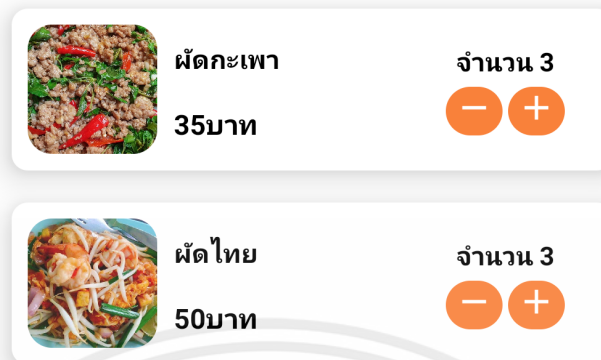 ผัดกะเพา
จำนวน 3
35บาท
ผัดไทย
จำนวน 3
50บาท